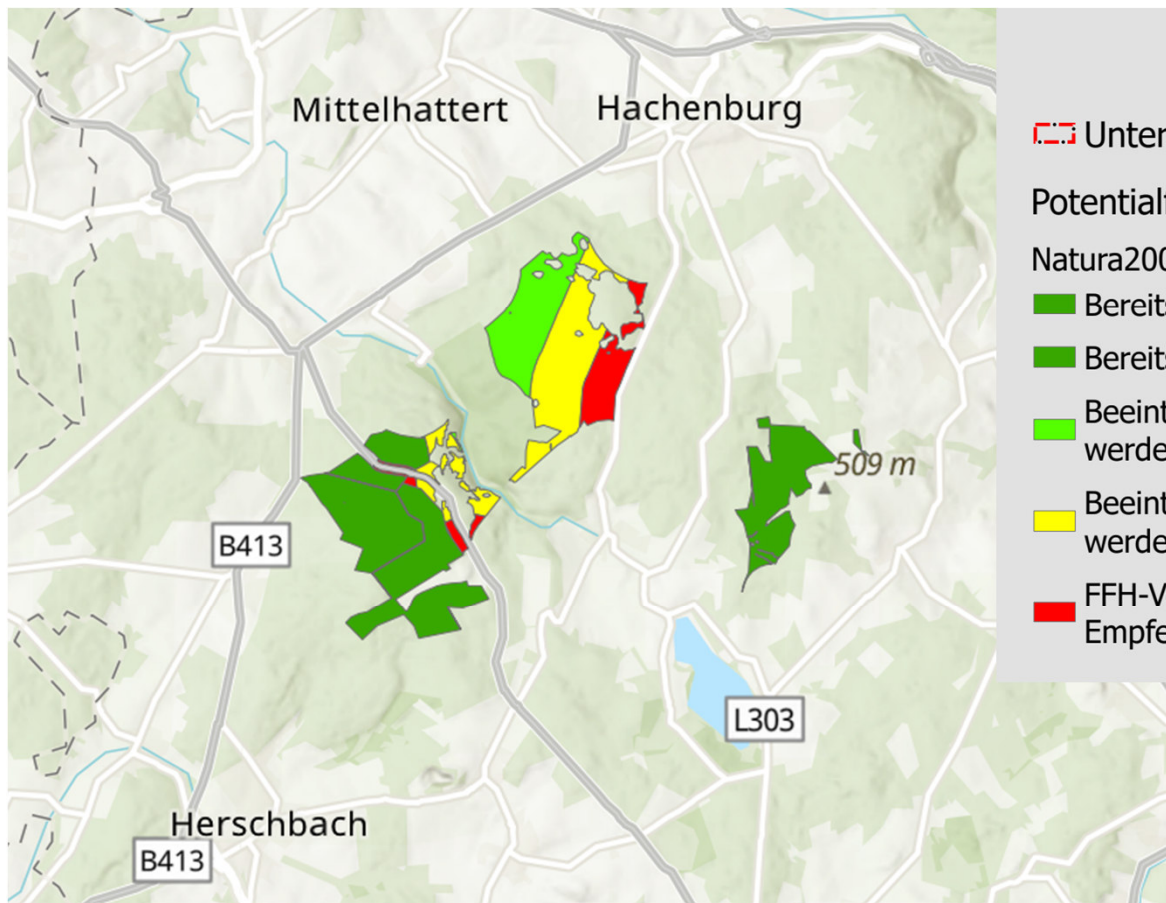 Mittelhattert
Hachenburg
509 m
B413
L303
Herschbach
B413
Unter
Potential
Natura200
Bereits
Bereits
Beeint
werde
Beeint
werde
FFH-V
Empfe